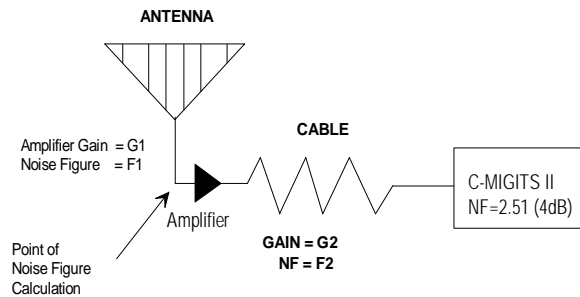 ANTENNA
Amplifier Gain = G1
Noise Figure = F1
Amplifier
CABLE
C-MIGITS II
NF=2.51 (4dB)
GAIN = G2
NF = F2
Point of
Noise Figure
Calculation